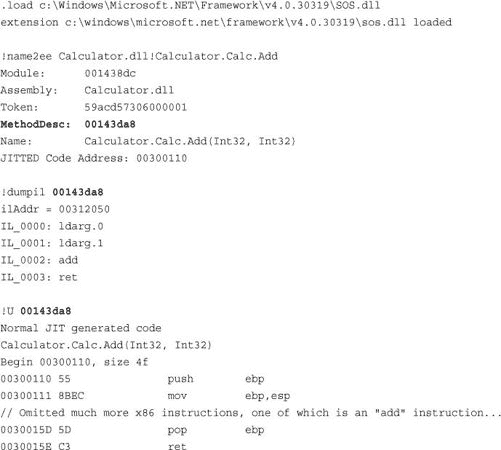 .load c:\Windows\Microsoft.NET\Framework\v4.0.30319\SOS.dll
extension c:\windows\microsoft.net\framework\v4.0.30319\sos.dll loaded
!name2ee Calculator.dll!Calculator.Calc.Add
Module: 001438dc
Assembly: Calculator.dll
Token: 59acd57306000001
MethodDesc: 00143da8
Name: Calculator.Calc.Add(Int32, Int32)
JITTED Code Address: 00300110
!dumpil 00143da8
ilAddr = 00312050
IL_0000: ldarg.0
IL_0001: ldarg.1
IL_0002: add
IL_0003: ret
!U 00143da8
Normal JIT generated code
Calculator.Calc.Add(Int32, Int32)
Begin 00300110, size 4f
00300110 55 push ebp
00300111 8BEC mov ebp,esp
// Omitted much more x86 instructions, one of which is an "add" instruction...
0030015D 5D pop ebp
0030015E C3 ret